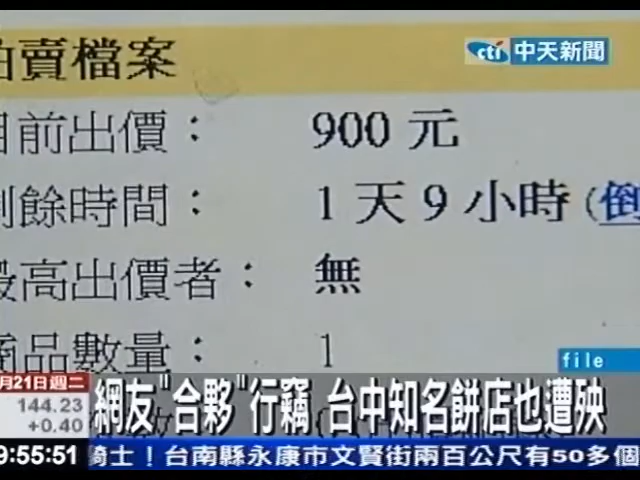 拍賣檔案
cti 中天新聞
目前出價： 900 元
剩餘時間： 1 天 9 小時 (倒
最高出價者： 無
商品數量： 1
file
月21日週二
144.23
+0.40
網友"合夥"行竊 台中知名餅店也遭殃
9:55:51
騎士！台南縣永康市文賢街兩百公尺有50多個